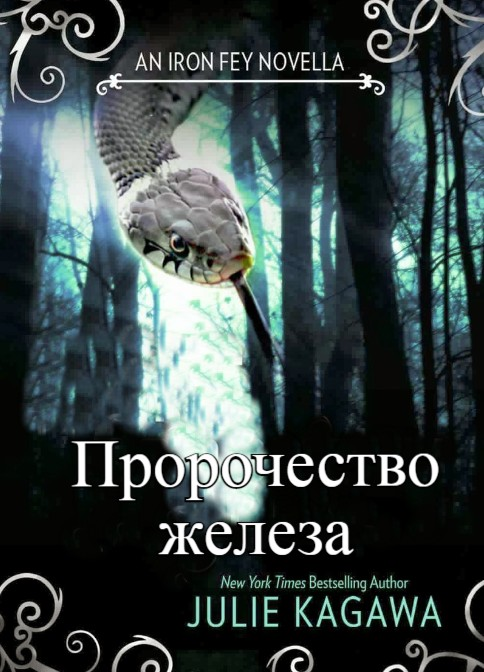 AN IRON FEY NOVELLA
Пророчество
железа
New York Times Bestselling Author
JULIE KAGAWA